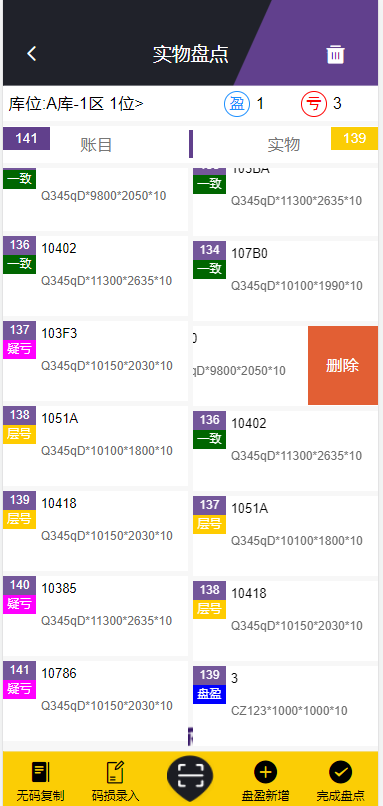 实物盘点
库位:A库-1区 1位> 盈 1 亏 3
141 账目 实物 139
一致
Q345qD*9800*2050*10
136 10402
一致
Q345qD*11300*2635*10
137 103F3
疑亏
Q345qD*10150*2030*10
138 1051A
层号
Q345qD*10100*1800*10
139 10418
层号
Q345qD*10150*2030*10
140 10385
疑亏
Q345qD*11300*2635*10
141 10786
疑亏
Q345qD*10150*2030*10
103BA
一致
Q345qD*11300*2635*10
134 107B0
一致
Q345qD*10100*1990*10
0
qD*9800*2050*10
删除
136 10402
一致
Q345qD*11300*2635*10
137 1051A
层号
Q345qD*10100*1800*10
138 10418
层号
Q345qD*10150*2030*10
139 3
盘盈
CZ123*1000*1000*10
无码复制 码损录入 盘盈新增 完成盘点